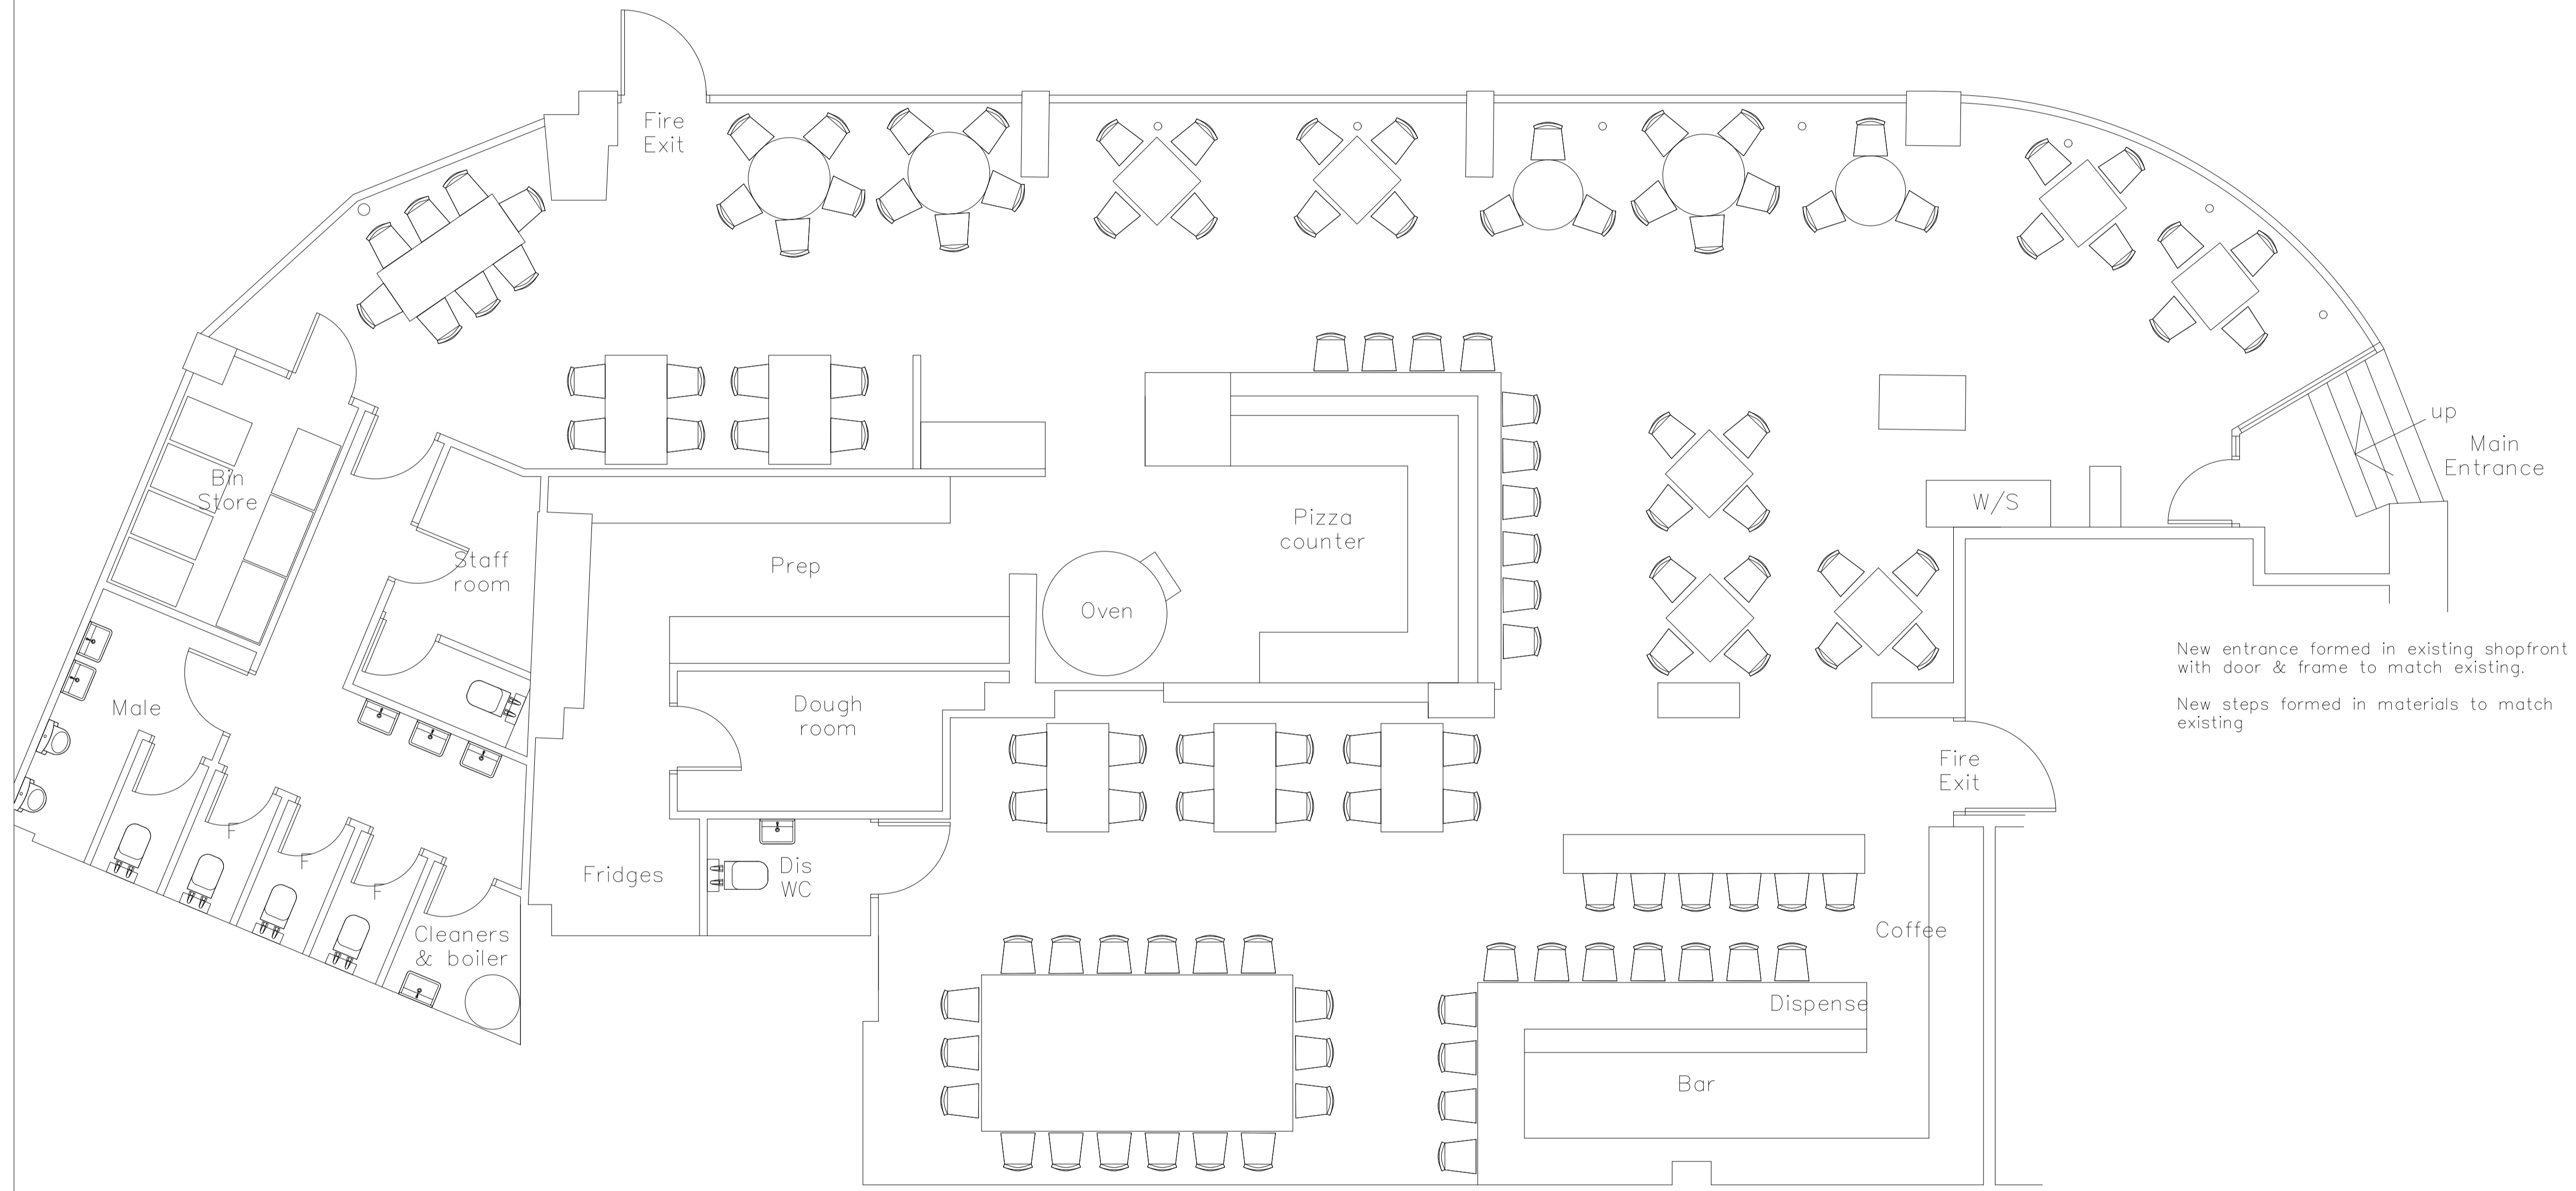 Fire
Exit
up
Main
Entrance
Bin
Store
W/S
Pizza
counter
Staff
room
Prep
Oven
New entrance formed in existing shopfront
with door & frame to match existing.
New steps formed in materials to match
existing
Male
Dough
room
Fire
Exit
F
F
F
Fridges
Dis
WC
Cleaners
& boiler
Coffee
Dispense
Bar